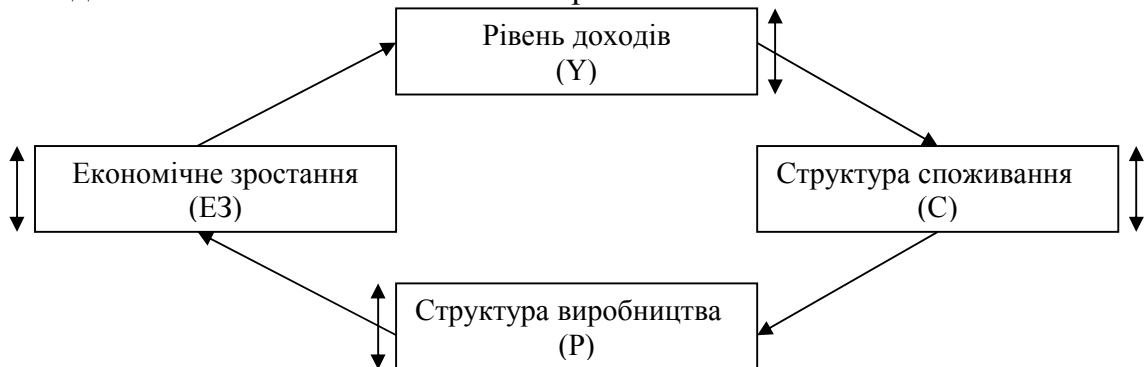 Рівень доходів
(Y)
Економічне зростання
(ЕЗ)
Структура споживання
(С)
Структура виробництва
(Р)